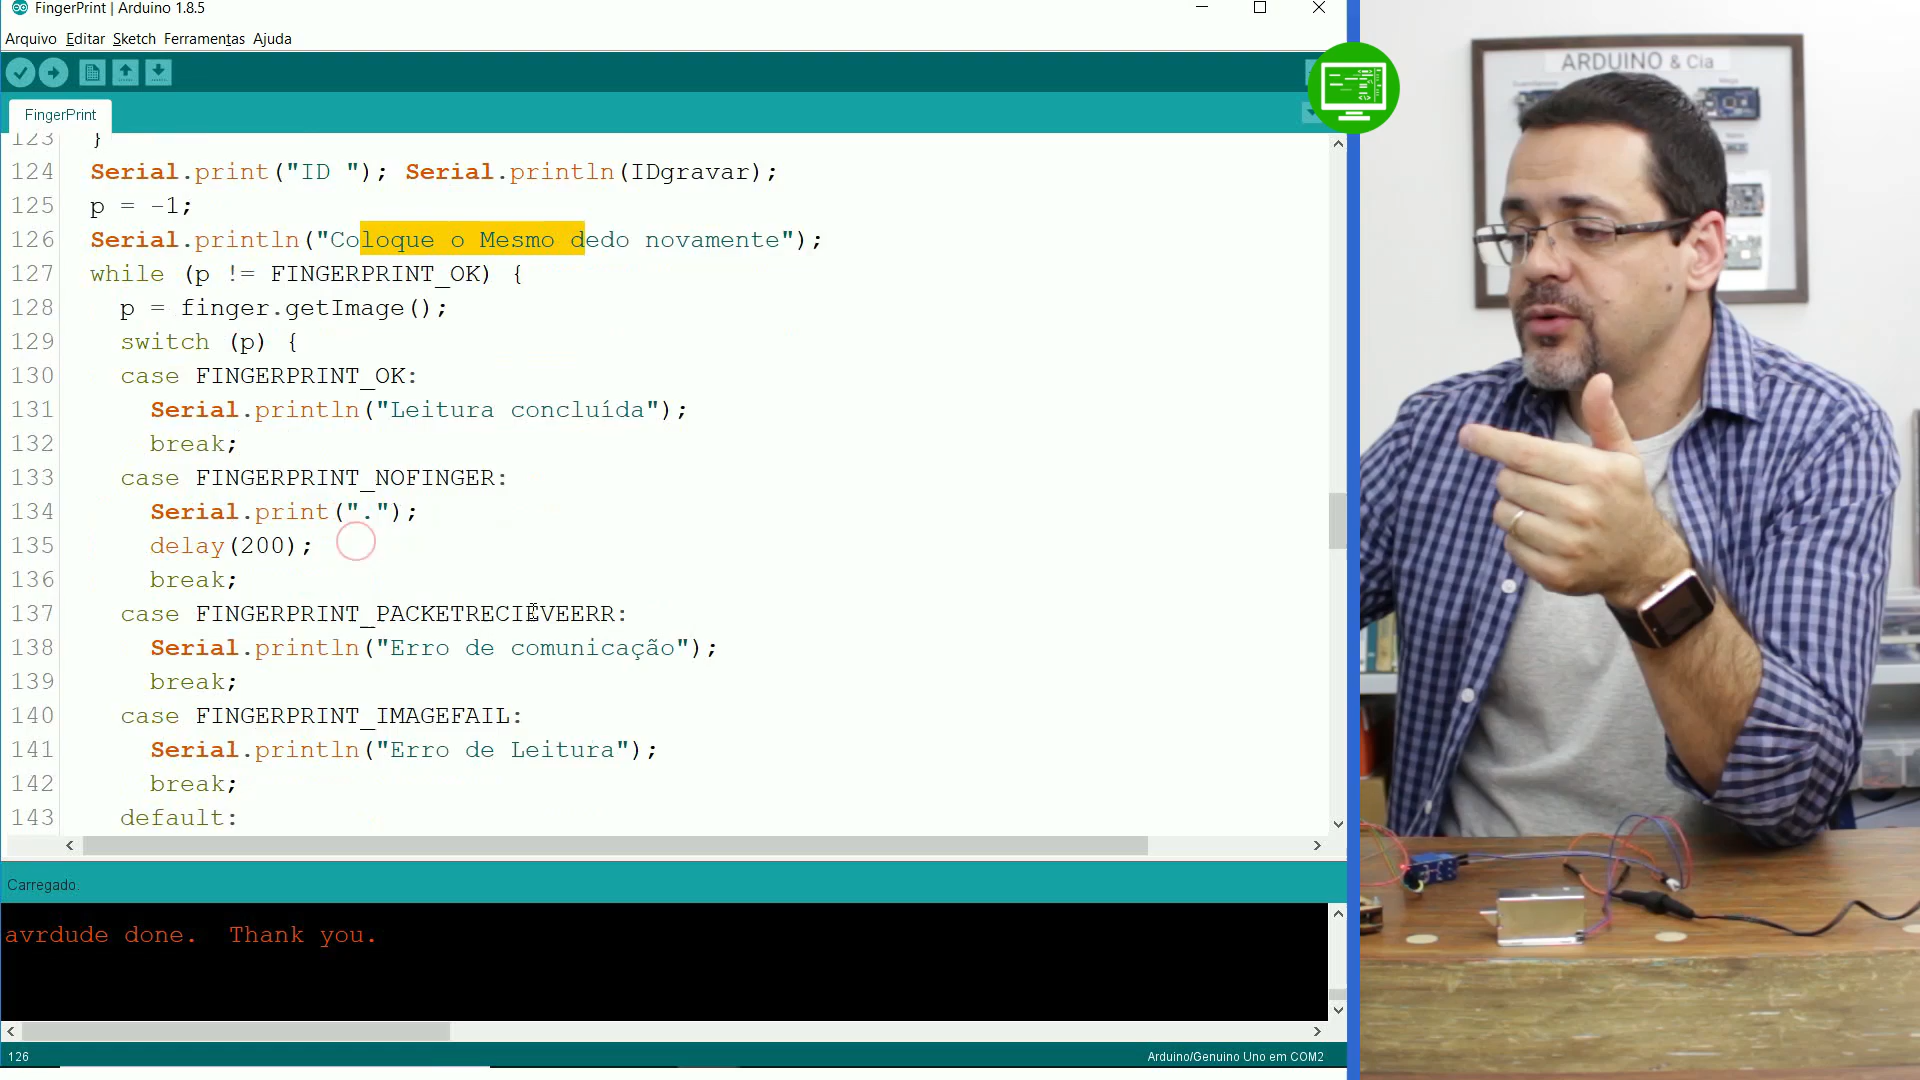 FingerPrint | Arduino 1.8.5
Arquivo Editar Sketch Ferramentas Ajuda
FingerPrint
123 }
124 Serial.print("ID "); Serial.println(IDgravar);
125 p = -1;
126 Serial.println("Coloque o Mesmo dedo novamente");
127 while (p != FINGERPRINT_OK) {
128 p = finger.getImage();
129 switch (p) {
130 case FINGERPRINT_OK:
131 Serial.println("Leitura concluída");
132 break;
133 case FINGERPRINT_NOFINGER:
134 Serial.print(".");
135 delay(200);
136 break;
137 case FINGERPRINT_PACKETRECIEVEERR:
138 Serial.println("Erro de comunicação");
139 break;
140 case FINGERPRINT_IMAGEFAIL:
141 Serial.println("Erro de Leitura");
142 break;
143 default:
Carregado.
avrdude done.  Thank you.
126
Arduino/Genuino Uno em COM2
ARDUINO & Cia